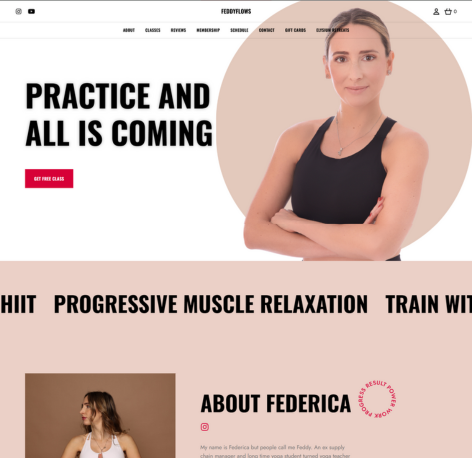 FEDDYFLOWS
0
ABOUT CLASSES REVIEWS MEMBERSHIP SCHEDULE CONTACT GIFT CARDS ELYSIUM RETREATS
PRACTICE AND
ALL IS COMING
GET FREE CLASS
HIIT PROGRESSIVE MUSCLE RELAXATION TRAIN WIT
ABOUT FEDERICA
PROGRESS RESULT POWER WORK
My name is Federica but people call me Feddy. An ex supply
chain manager and long time yoga student turned yoga teacher